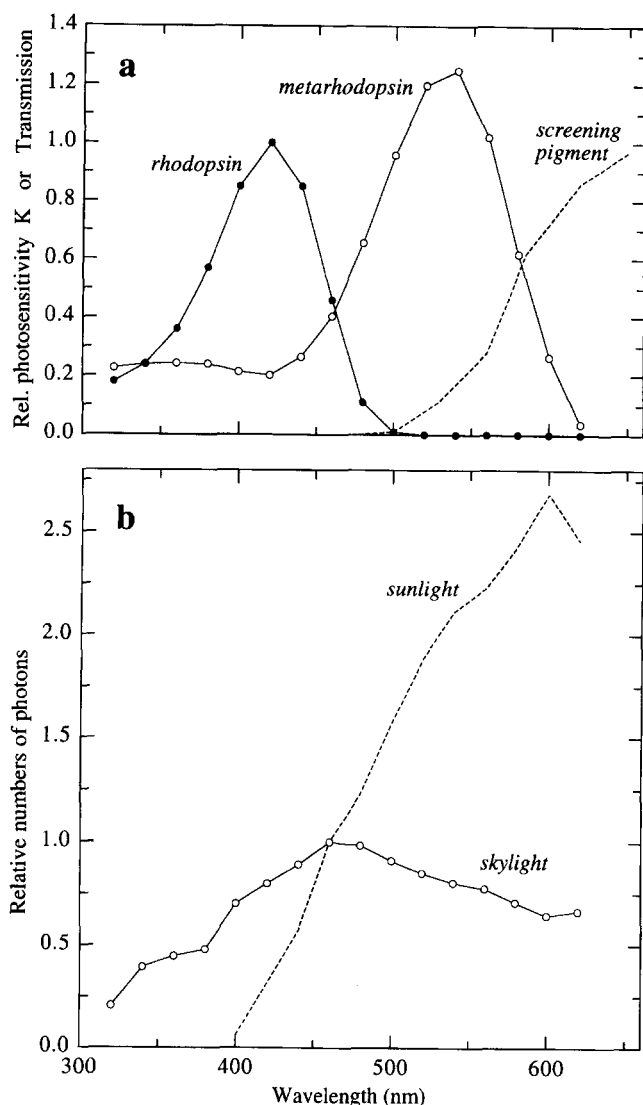 a
Rel. photosensitivity K or Transmission
1.4
1.2
1.0
0.8
0.6
0.4
0.2
0.0
metarhodopsin
rhodopsin
screening
pigment
b
Relative numbers of photons
2.5
2.0
1.5
1.0
0.5
0.0
sunlight
skylight
300
400
500
600
Wavelength (nm)